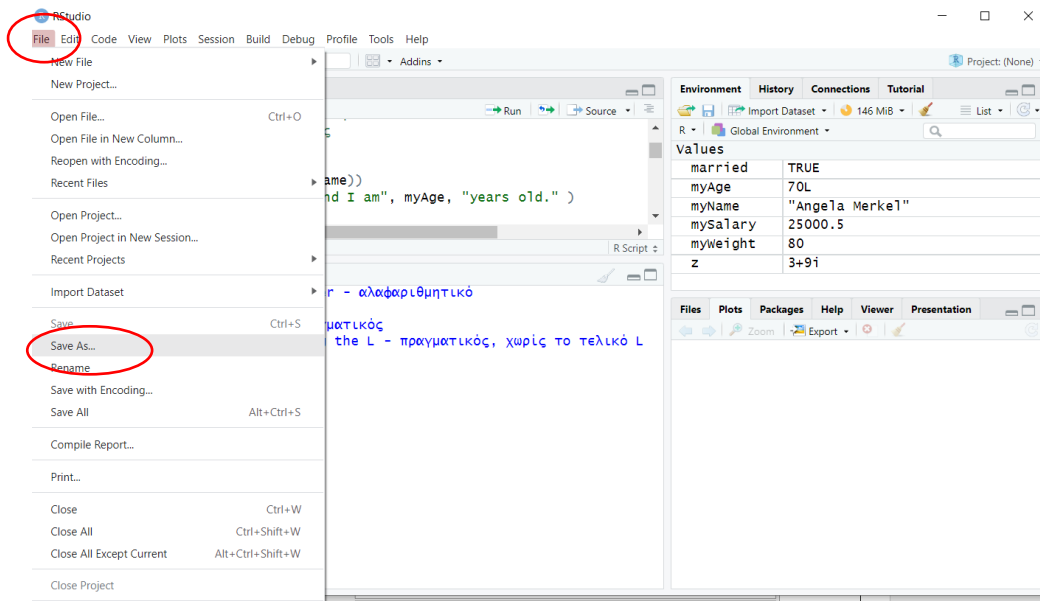 RStudio
File Edit Code View Plots Session Build Debug Profile Tools Help
New File
New Project...
Open File... Ctrl+O
Open File in New Column...
Reopen with Encoding...
Recent Files
Open Project...
Open Project in New Session...
Recent Projects
Import Dataset
Save Ctrl+S
Save As...
Rename
Save with Encoding...
Save All Alt+Ctrl+S
Compile Report...
Print...
Close Ctrl+W
Close All Ctrl+Shift+W
Close All Except Current Alt+Ctrl+Shift+W
Close Project
Addins
Project: (None)
Run Source
ς
ame))
nd I am", myAge, "years old." )
R Script
r - αλαφαριθμητικό
ματικός
the L - πραγματικός, χωρίς το τελικό L
Environment History Connections Tutorial
Import Dataset 146 MiB List
R Global Environment
Values
married TRUE
myAge 70L
myName "Angela Merkel"
mySalary 25000.5
myWeight 80
z 3+9i
Files Plots Packages Help Viewer Presentation
Zoom Export